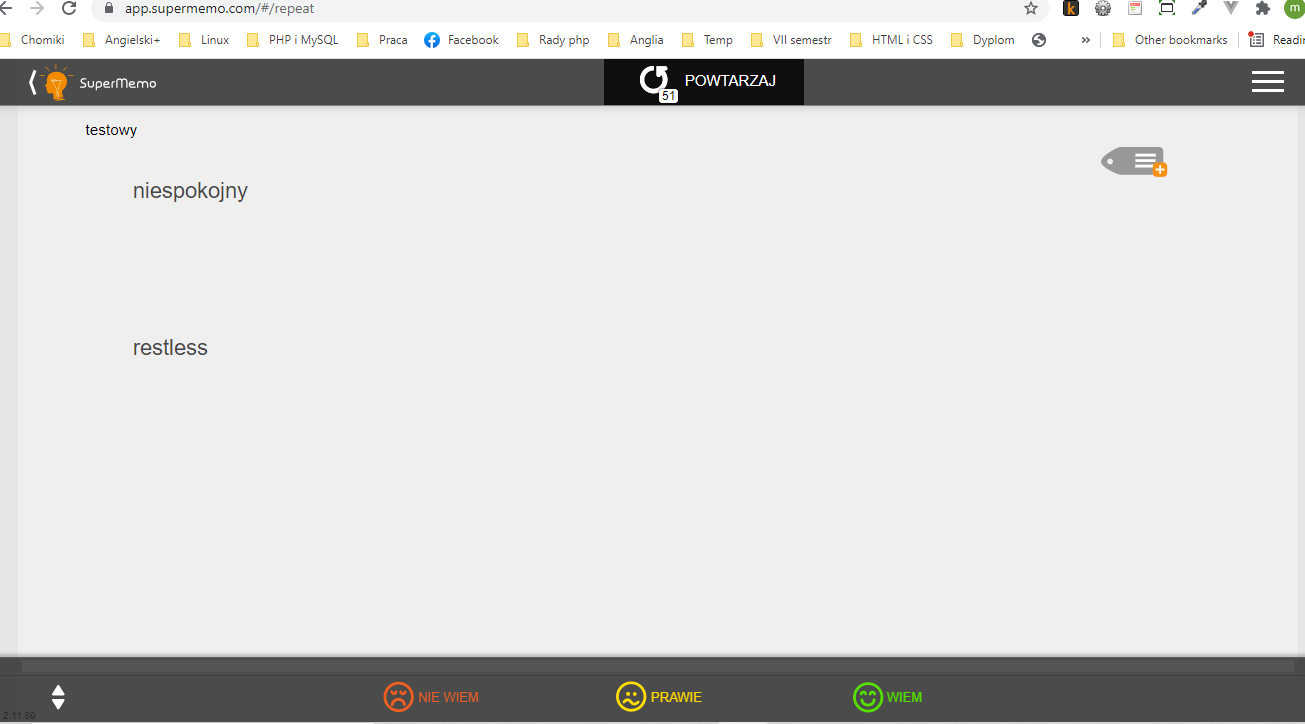 app.supermemo.com/#/repeat
k
m
Chomiki Angielski+ Linux PHP i MySQL Praca Facebook Rady php Anglia Temp VII semestr HTML i CSS Dyplom » Other bookmarks Readin
SuperMemo 51 POWTARZAJ
testowy
niespokojny
restless
NIE WIEM PRAWIE WIEM
2.11.89